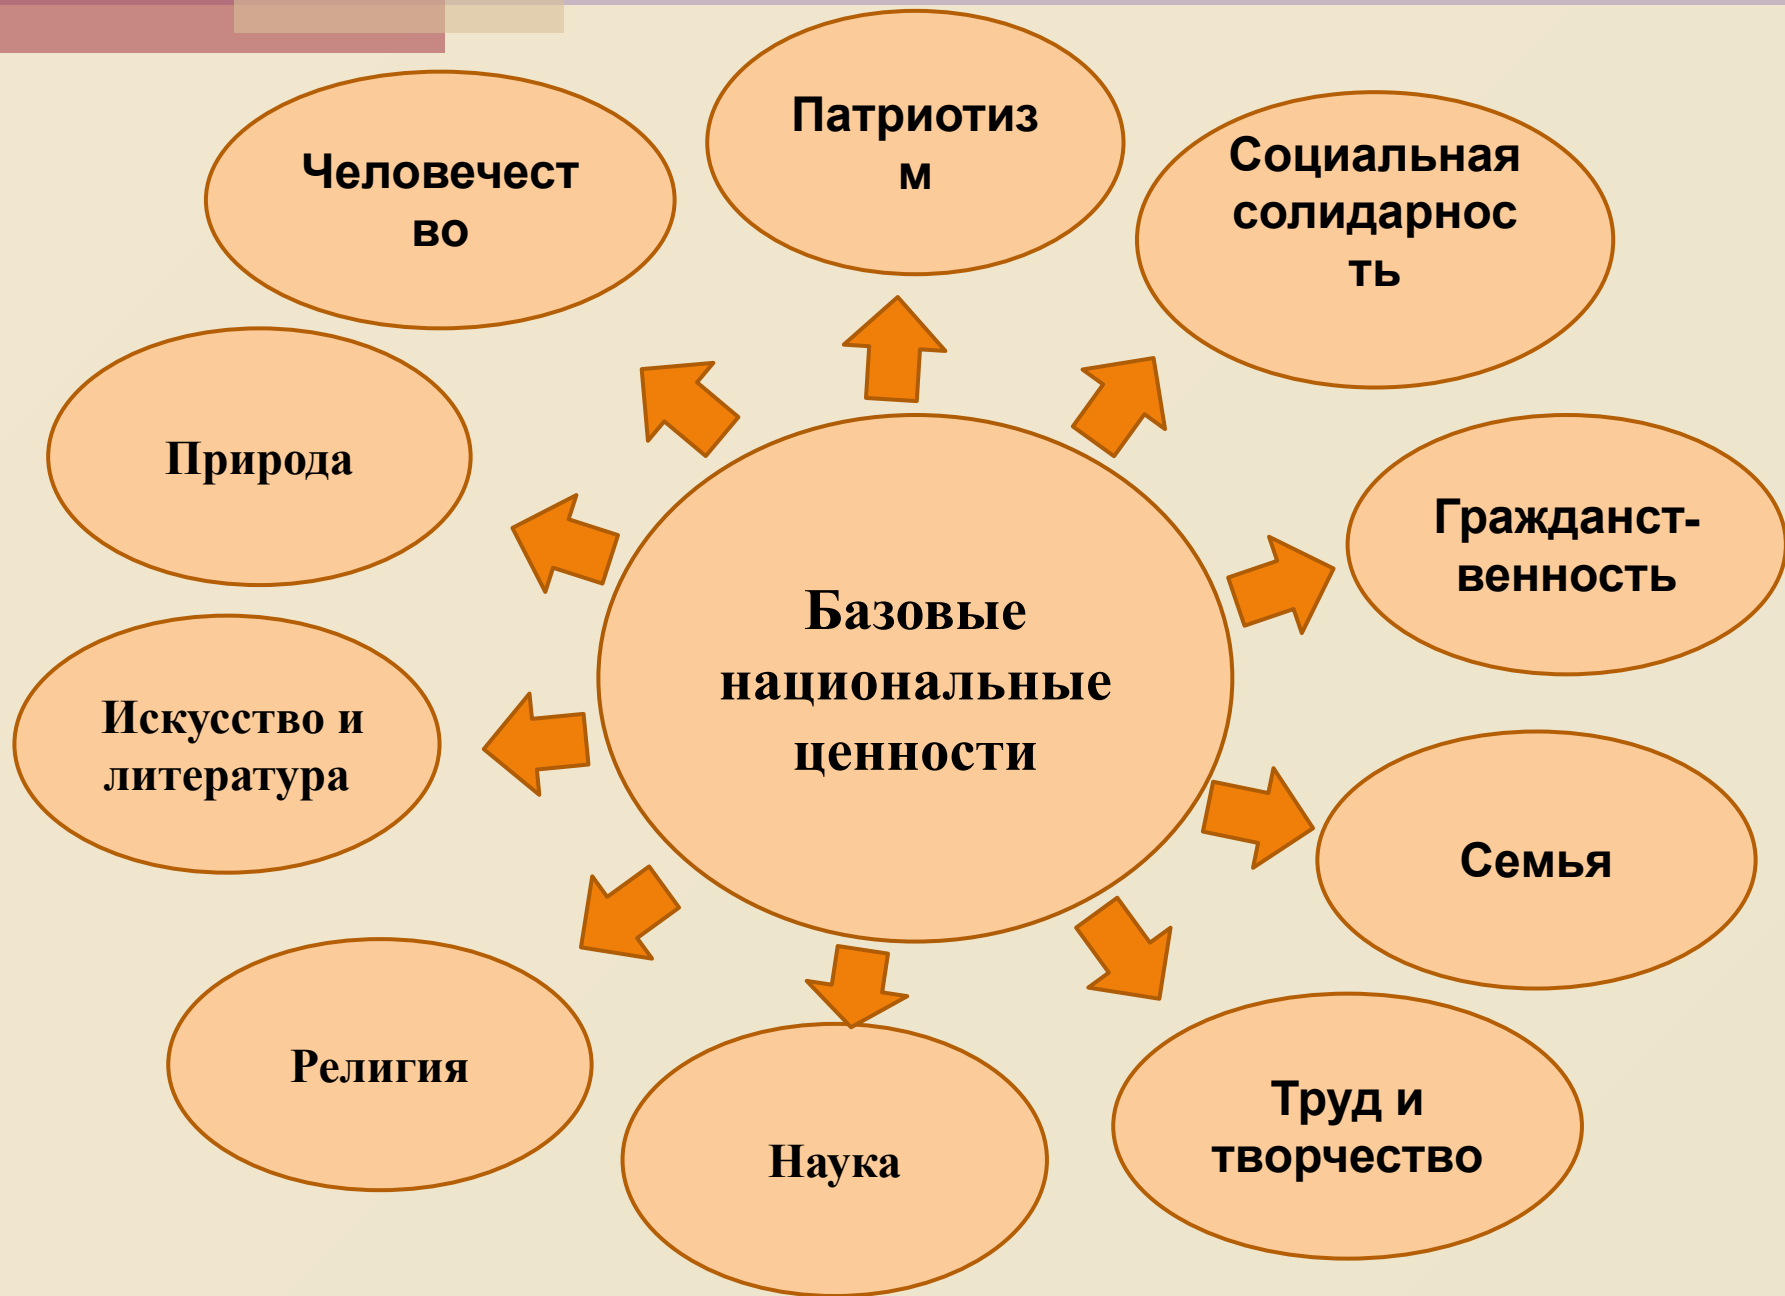 Патриотиз
м
Человечест
во
Социальная
солидарнос
ть
Природа
Гражданст-
венность
Базовые
национальные
ценности
Искусство и
литература
Семья
Религия
Наука
Труд и
творчество